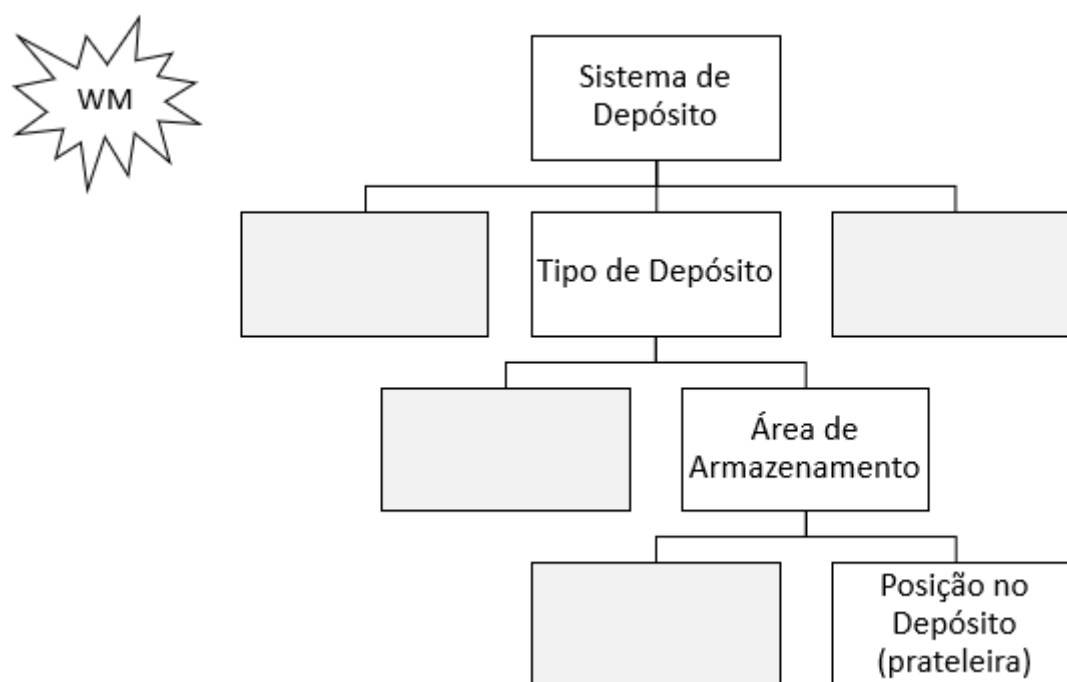 WM
Sistema de
Depósito
Tipo de Depósito
Área de
Armazenamento
Posição no
Depósito
(prateleira)